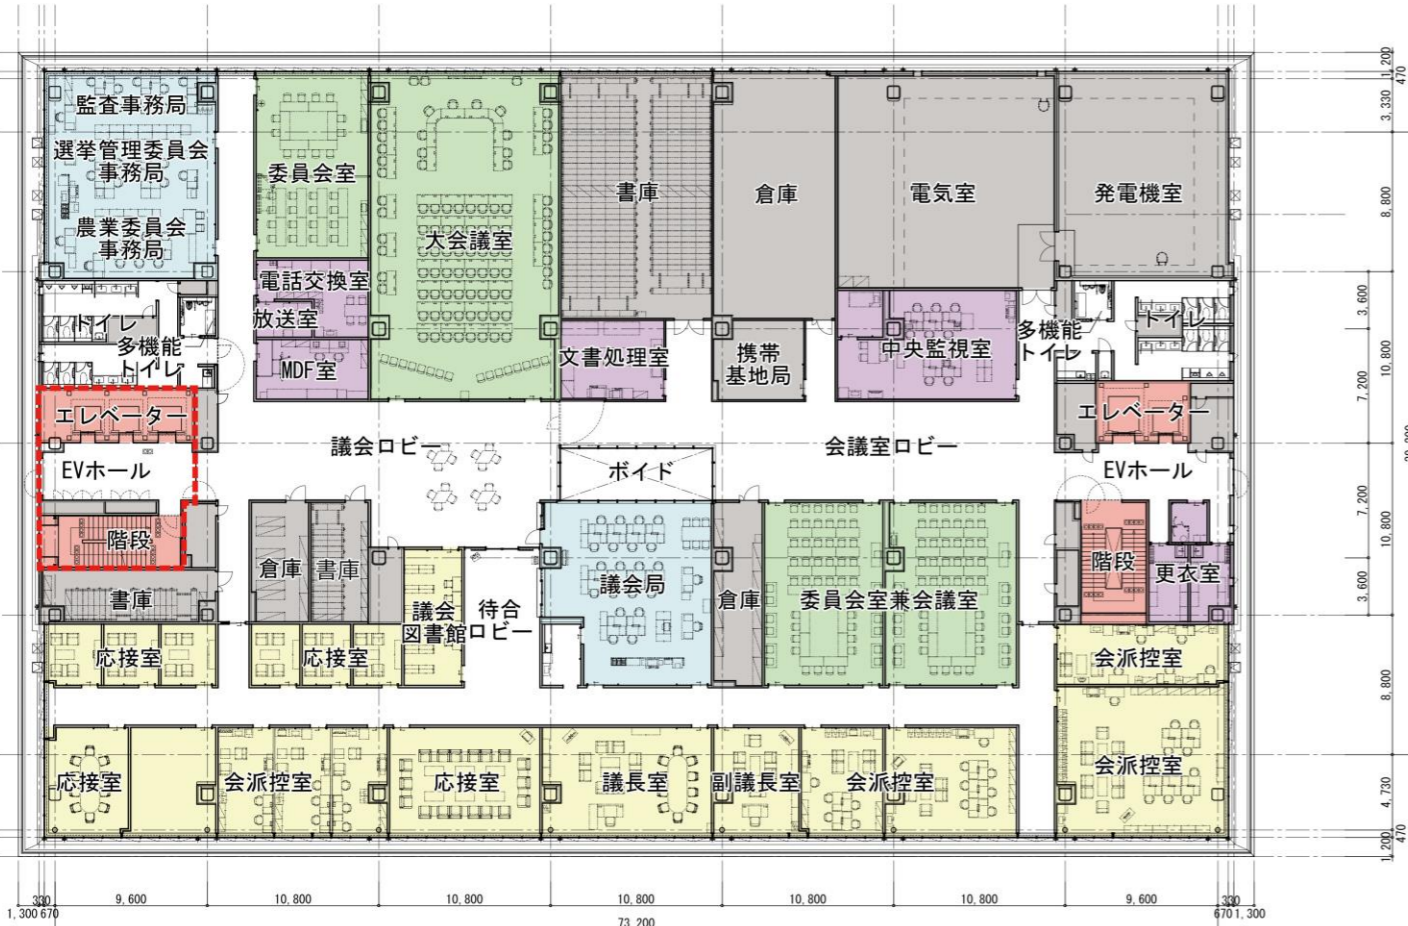 監査事務局
選挙管理委員会
事務局
農業委員会
事務局
委員会室
大会議室
書庫
倉庫
電気室
発電機室
電話交換室
放送室
MDF室
トイレ
多機能
トイレ
文書処理室
携帯
基地局
中央監視室
多機能
トイレ
トイレ
エレベーター
EVホール
階段
書庫
議会ロビー
ボイド
会議室ロビー
エレベーター
EVホール
階段
更衣室
倉庫
書庫
議会
図書館
待合
ロビー
議会局
倉庫
委員会室兼会議室
応接室
応接室
会派控室
応接室
会派控室
応接室
議長室
副議長室
会派控室
会派控室
1,200
470
3,330
8,800
3,600
10,800
7,200
7,200
10,800
3,600
8,800
4,730
1,200
470
1,300
330
670
9,600
10,800
10,800
10,800
10,800
10,800
9,600
330
670
1,300
73,200